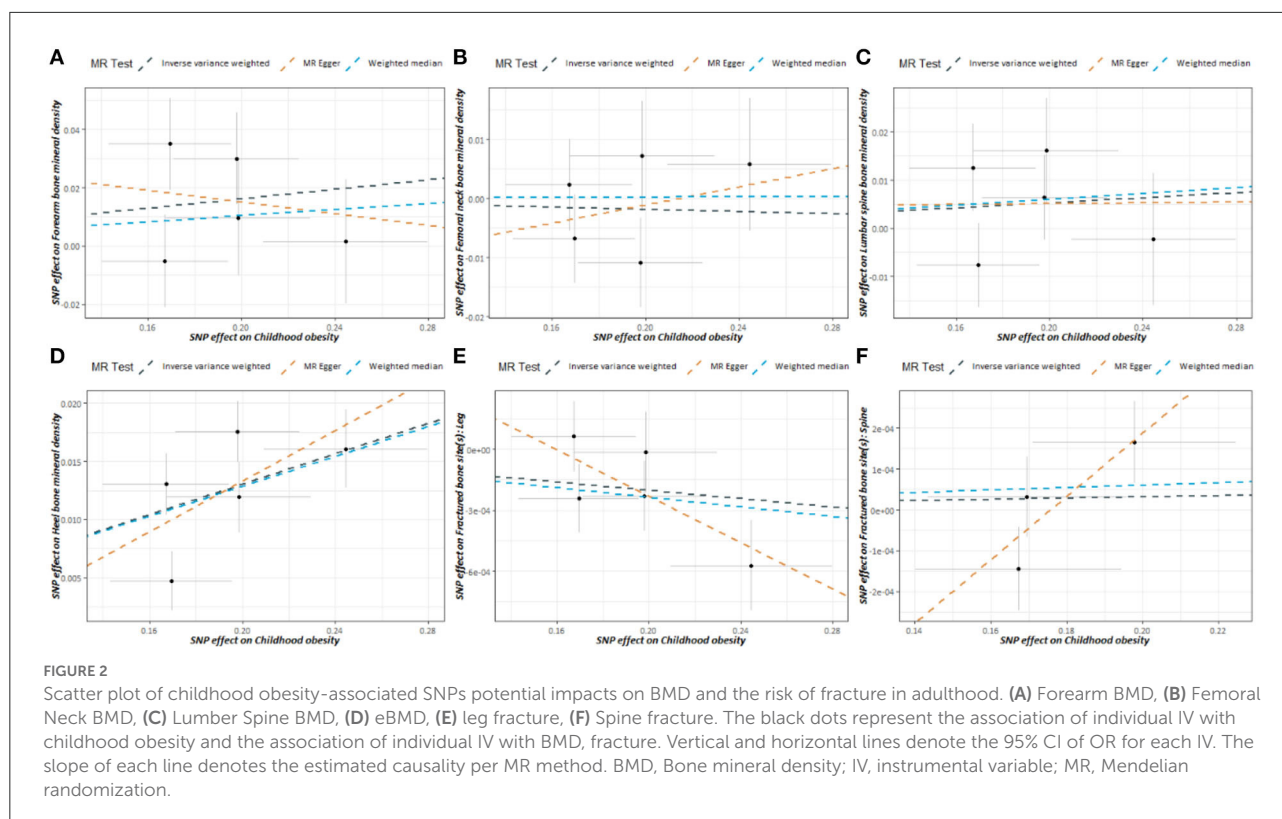 A
MR Test Inverse variance weighted MR Egger Weighted median
SNP effect on Forearm bone mineral density
0.04
0.02
0.00
-0.02
0.16 0.20 0.24 0.28
SNP effect on Childhood obesity
B
MR Test Inverse variance weighted MR Egger Weighted median
SNP effect on Femoral neck bone mineral density
0.01
0.00
-0.01
-0.02
0.16 0.20 0.24 0.28
SNP effect on Childhood obesity
C
MR Test Inverse variance weighted MR Egger Weighted median
SNP effect on Lumbar spine bone mineral density
0.02
0.01
0.00
-0.01
0.16 0.20 0.24 0.28
SNP effect on Childhood obesity
D
MR Test Inverse variance weighted MR Egger Weighted median
SNP effect on Heel bone mineral density
0.020
0.015
0.010
0.005
0.16 0.20 0.24 0.28
SNP effect on Childhood obesity
E
MR Test Inverse variance weighted MR Egger Weighted median
SNP effect on Fractured bone site(s): Leg
0e+00
-3e-04
-6e-04
0.16 0.20 0.24 0.28
SNP effect on Childhood obesity
F
MR Test Inverse variance weighted MR Egger Weighted median
SNP effect on Fractured bone site(s): Spine
2e-04
1e-04
0e+00
-1e-04
-2e-04
0.14 0.16 0.18 0.20 0.22
SNP effect on Childhood obesity
FIGURE 2
Scatter plot of childhood obesity-associated SNPs potential impacts on BMD and the risk of fracture in adulthood. (A) Forearm BMD, (B) Femoral
Neck BMD, (C) Lumber Spine BMD, (D) eBMD, (E) leg fracture, (F) Spine fracture. The black dots represent the association of individual IV with
childhood obesity and the association of individual IV with BMD, fracture. Vertical and horizontal lines denote the 95% CI of OR for each IV. The
slope of each line denotes the estimated causality per MR method. BMD, Bone mineral density; IV, instrumental variable; MR, Mendelian
randomization.